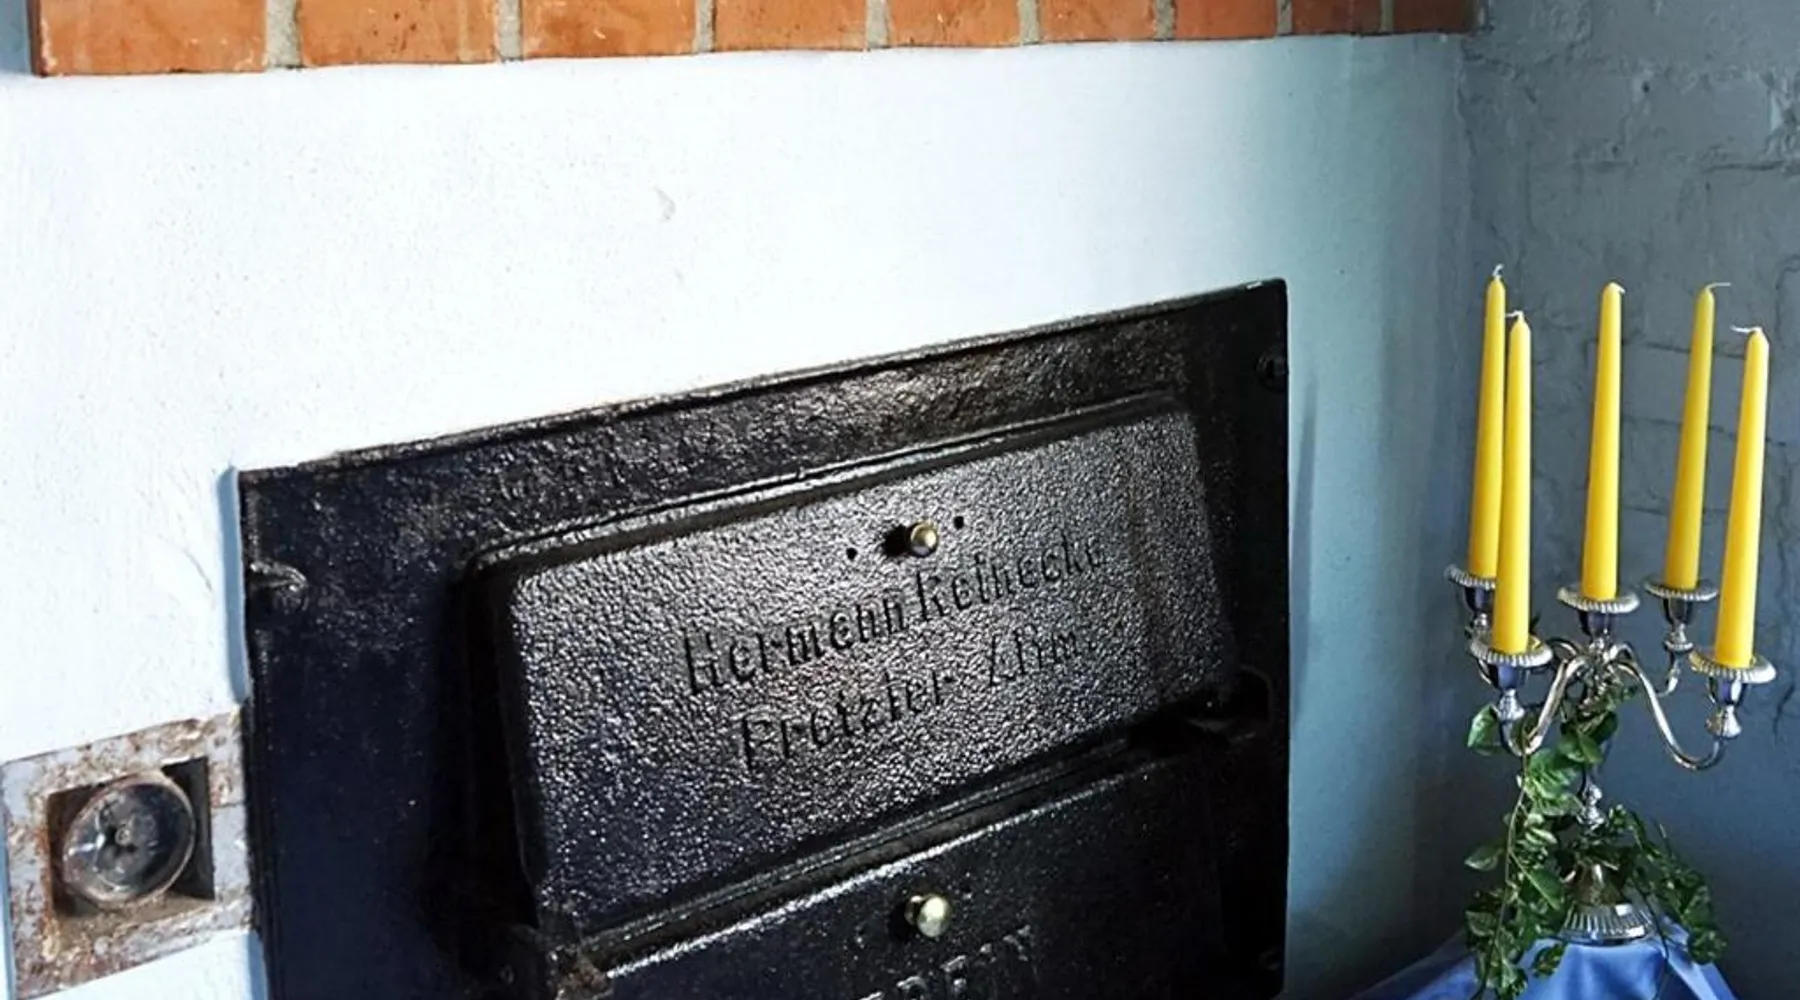 Hermann Reinecke
Pretzier /Altm.